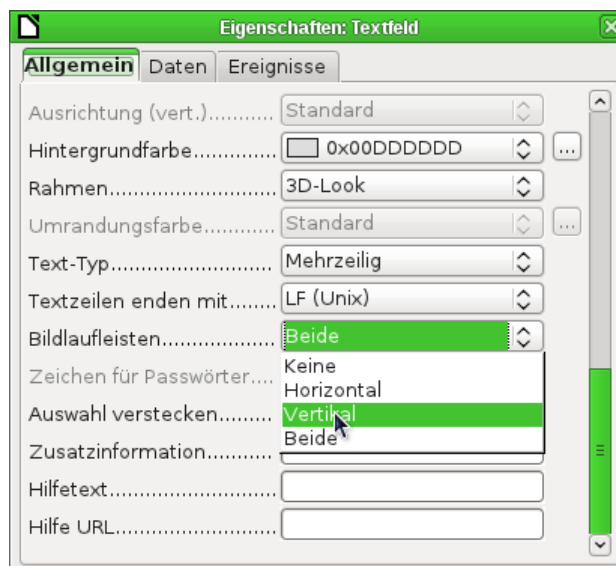 Eigenschaften: Textfeld
Allgemein Daten Ereignisse
Ausrichtung (vert.)........... Standard
Hintergrundfarbe.............. 0x00DDDDDD ...
Rahmen........................... 3D-Look
Umrandungsfarbe............ Standard ...
Text-Typ.......................... Mehrzeilig
Textzeilen enden mit....... LF (Unix)
Bildlaufleisten................... Beide
Keine
Zeichen für Passwörter.... Horizontal
Auswahl verstecken........ Vertikal
Beide
Zusatzinformation............
Hilfetext...........................
Hilfe URL..........................